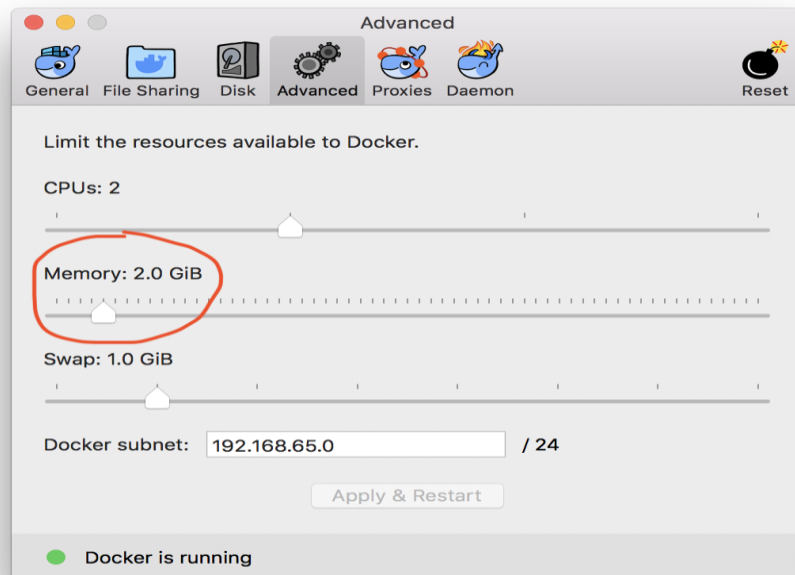 Advanced
General File Sharing Disk Advanced Proxies Daemon Reset
Limit the resources available to Docker.
CPUs: 2
Memory: 2.0 GiB
Swap: 1.0 GiB
Docker subnet: 192.168.65.0 / 24
Apply & Restart
Docker is running